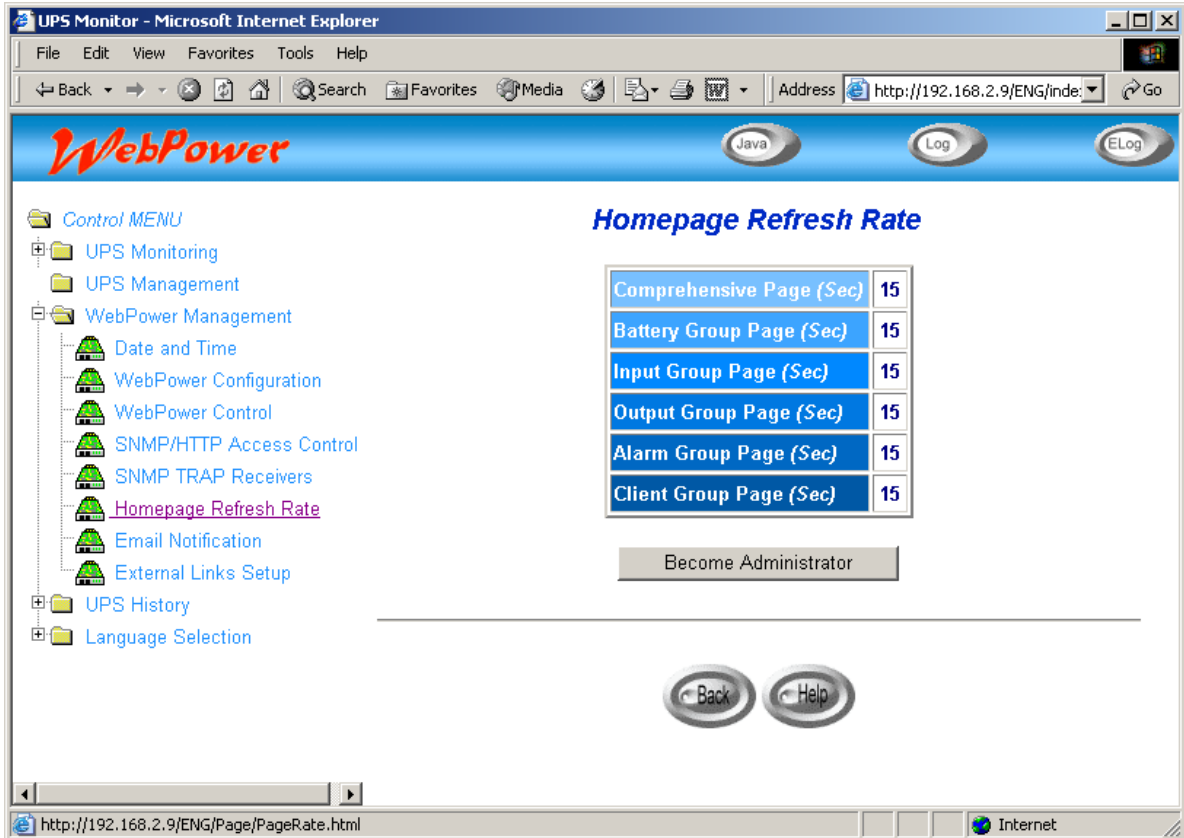 UPS Monitor - Microsoft Internet Explorer
File Edit View Favorites Tools Help
Back Search Favorites Media Address http://192.168.2.9/ENG/inde: Go
WebPower
Java Log ELog
Control MENU
UPS Monitoring
UPS Management
WebPower Management
Date and Time
WebPower Configuration
WebPower Control
SNMP/HTTP Access Control
SNMP TRAP Receivers
Homepage Refresh Rate
Email Notification
External Links Setup
UPS History
Language Selection
Homepage Refresh Rate
Comprehensive Page (Sec) 15
Battery Group Page (Sec) 15
Input Group Page (Sec) 15
Output Group Page (Sec) 15
Alarm Group Page (Sec) 15
Client Group Page (Sec) 15
Become Administrator
Back Help
http://192.168.2.9/ENG/Page/PageRate.html Internet